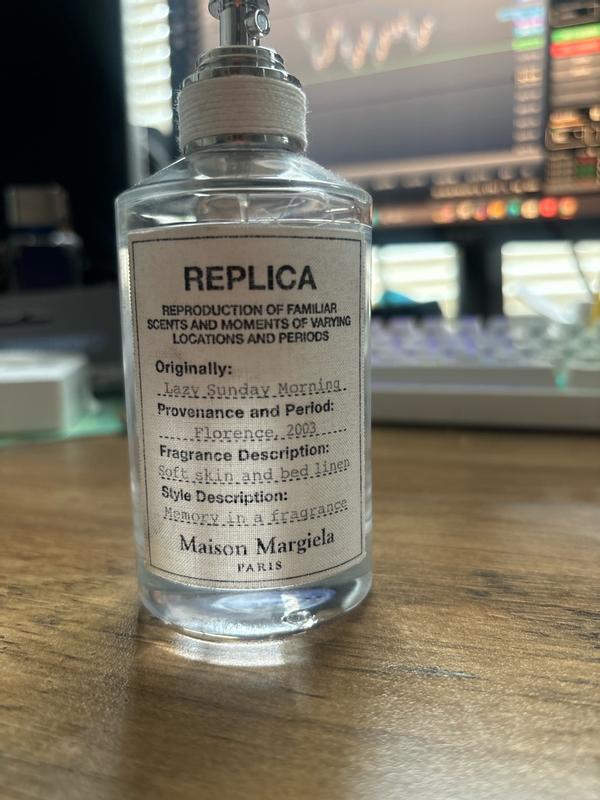 REPLICA
REPRODUCTION OF FAMILIAR
SCENTS AND MOMENTS OF VARYING
LOCATIONS AND PERIODS
Originally:
Lazy Sunday Morning
Provenance and Period:
Florence, 2003
Fragrance Description:
Soft skin and bed linen
Style Description:
Memory in a fragrance
Maison Margiela
PARIS